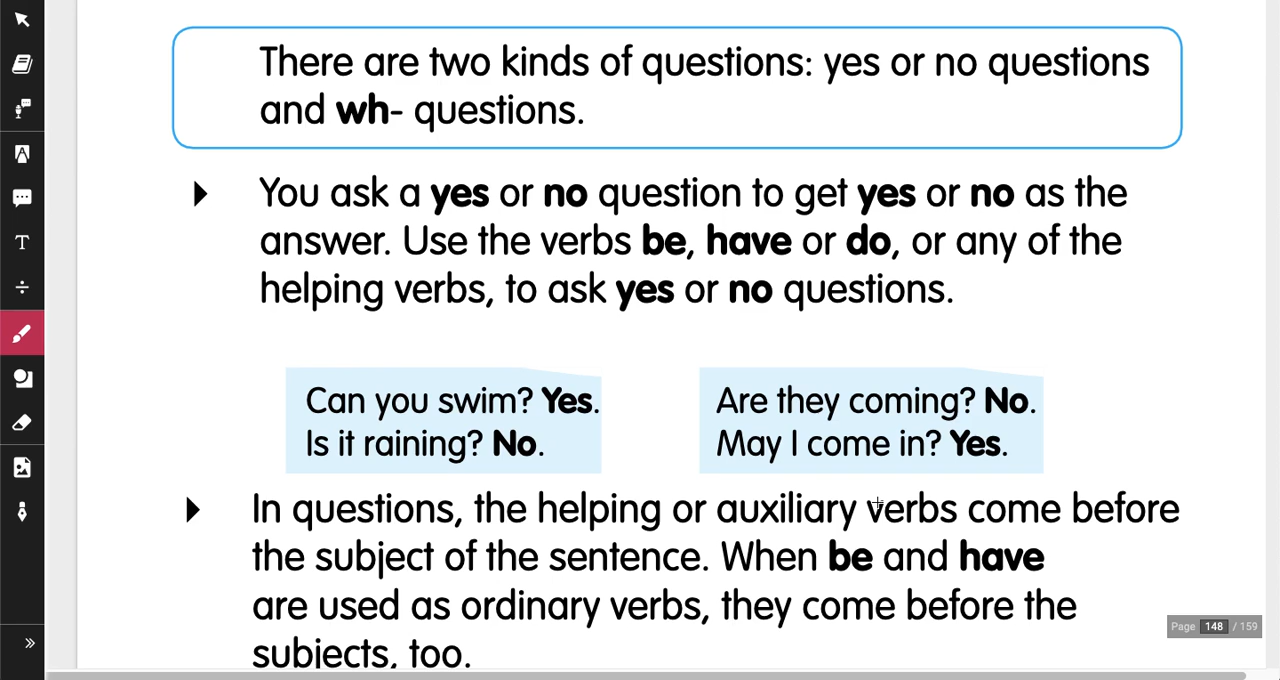 There are two kinds of questions: yes or no questions
and wh- questions.
You ask a yes or no question to get yes or no as the
answer. Use the verbs be, have or do, or any of the
helping verbs, to ask yes or no questions.
Can you swim? Yes.
Is it raining? No.
Are they coming? No.
May I come in? Yes.
In questions, the helping or auxiliary verbs come before
the subject of the sentence. When be and have
are used as ordinary verbs, they come before the
subjects, too.
Page 148 / 159